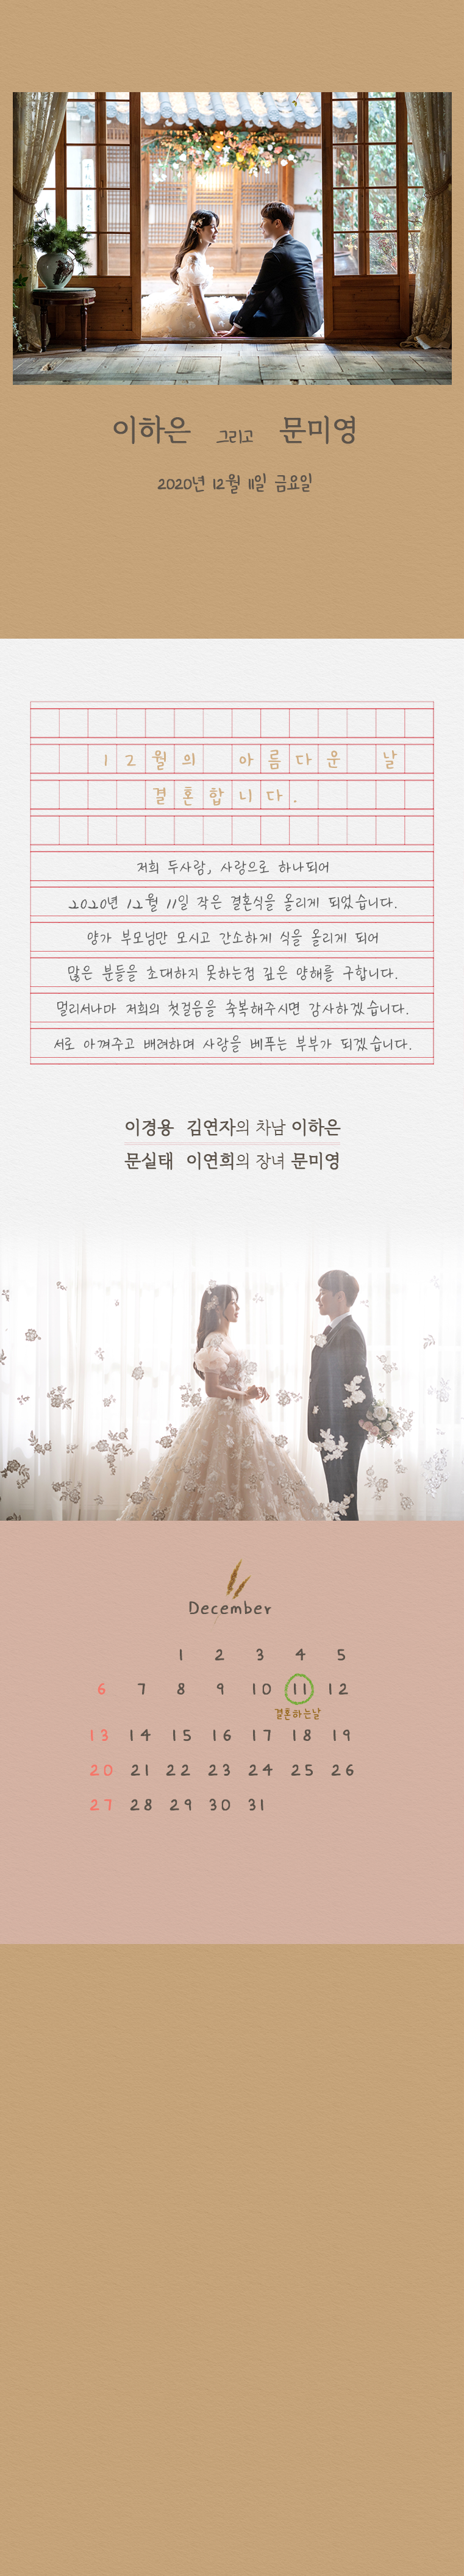 이하은 그리고 문미영
2020년 12월 11일 금요일
12월의 아름다운 날
결혼합니다.
저희 두사람, 사랑으로 하나되어
2020년 12월 11일 작은 결혼식을 올리게 되었습니다.
양가 부모님만 모시고 간소하게 식을 올리게 되어
많은 분들을 초대하지 못하는점 깊은 양해를 구합니다.
멀리서나마 저희의 첫걸음을 축복해주시면 감사하겠습니다.
서로 아껴주고 배려하며 사랑을 베푸는 부부가 되겠습니다.
이경용 김연자의 차남 이하은
문실태 이연희의 장녀 문미영
December
1 2 3 4 5
6 7 8 9 10 11 12
결혼하는날
13 14 15 16 17 18 19
20 21 22 23 24 25 26
27 28 29 30 31